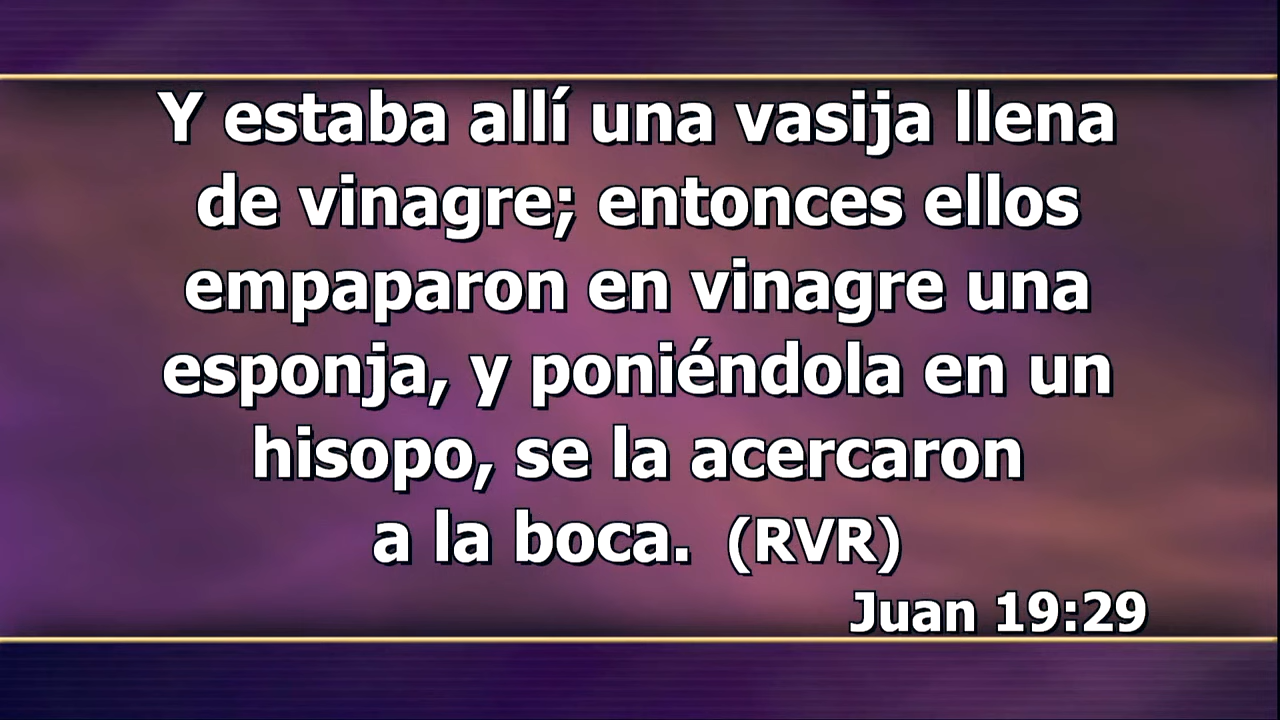 Y estaba allí una vasija llena
de vinagre; entonces ellos
empaparon en vinagre una
esponja, y poniéndola en un
hisopo, se la acercaron
a la boca. (RVR)
Juan 19:29